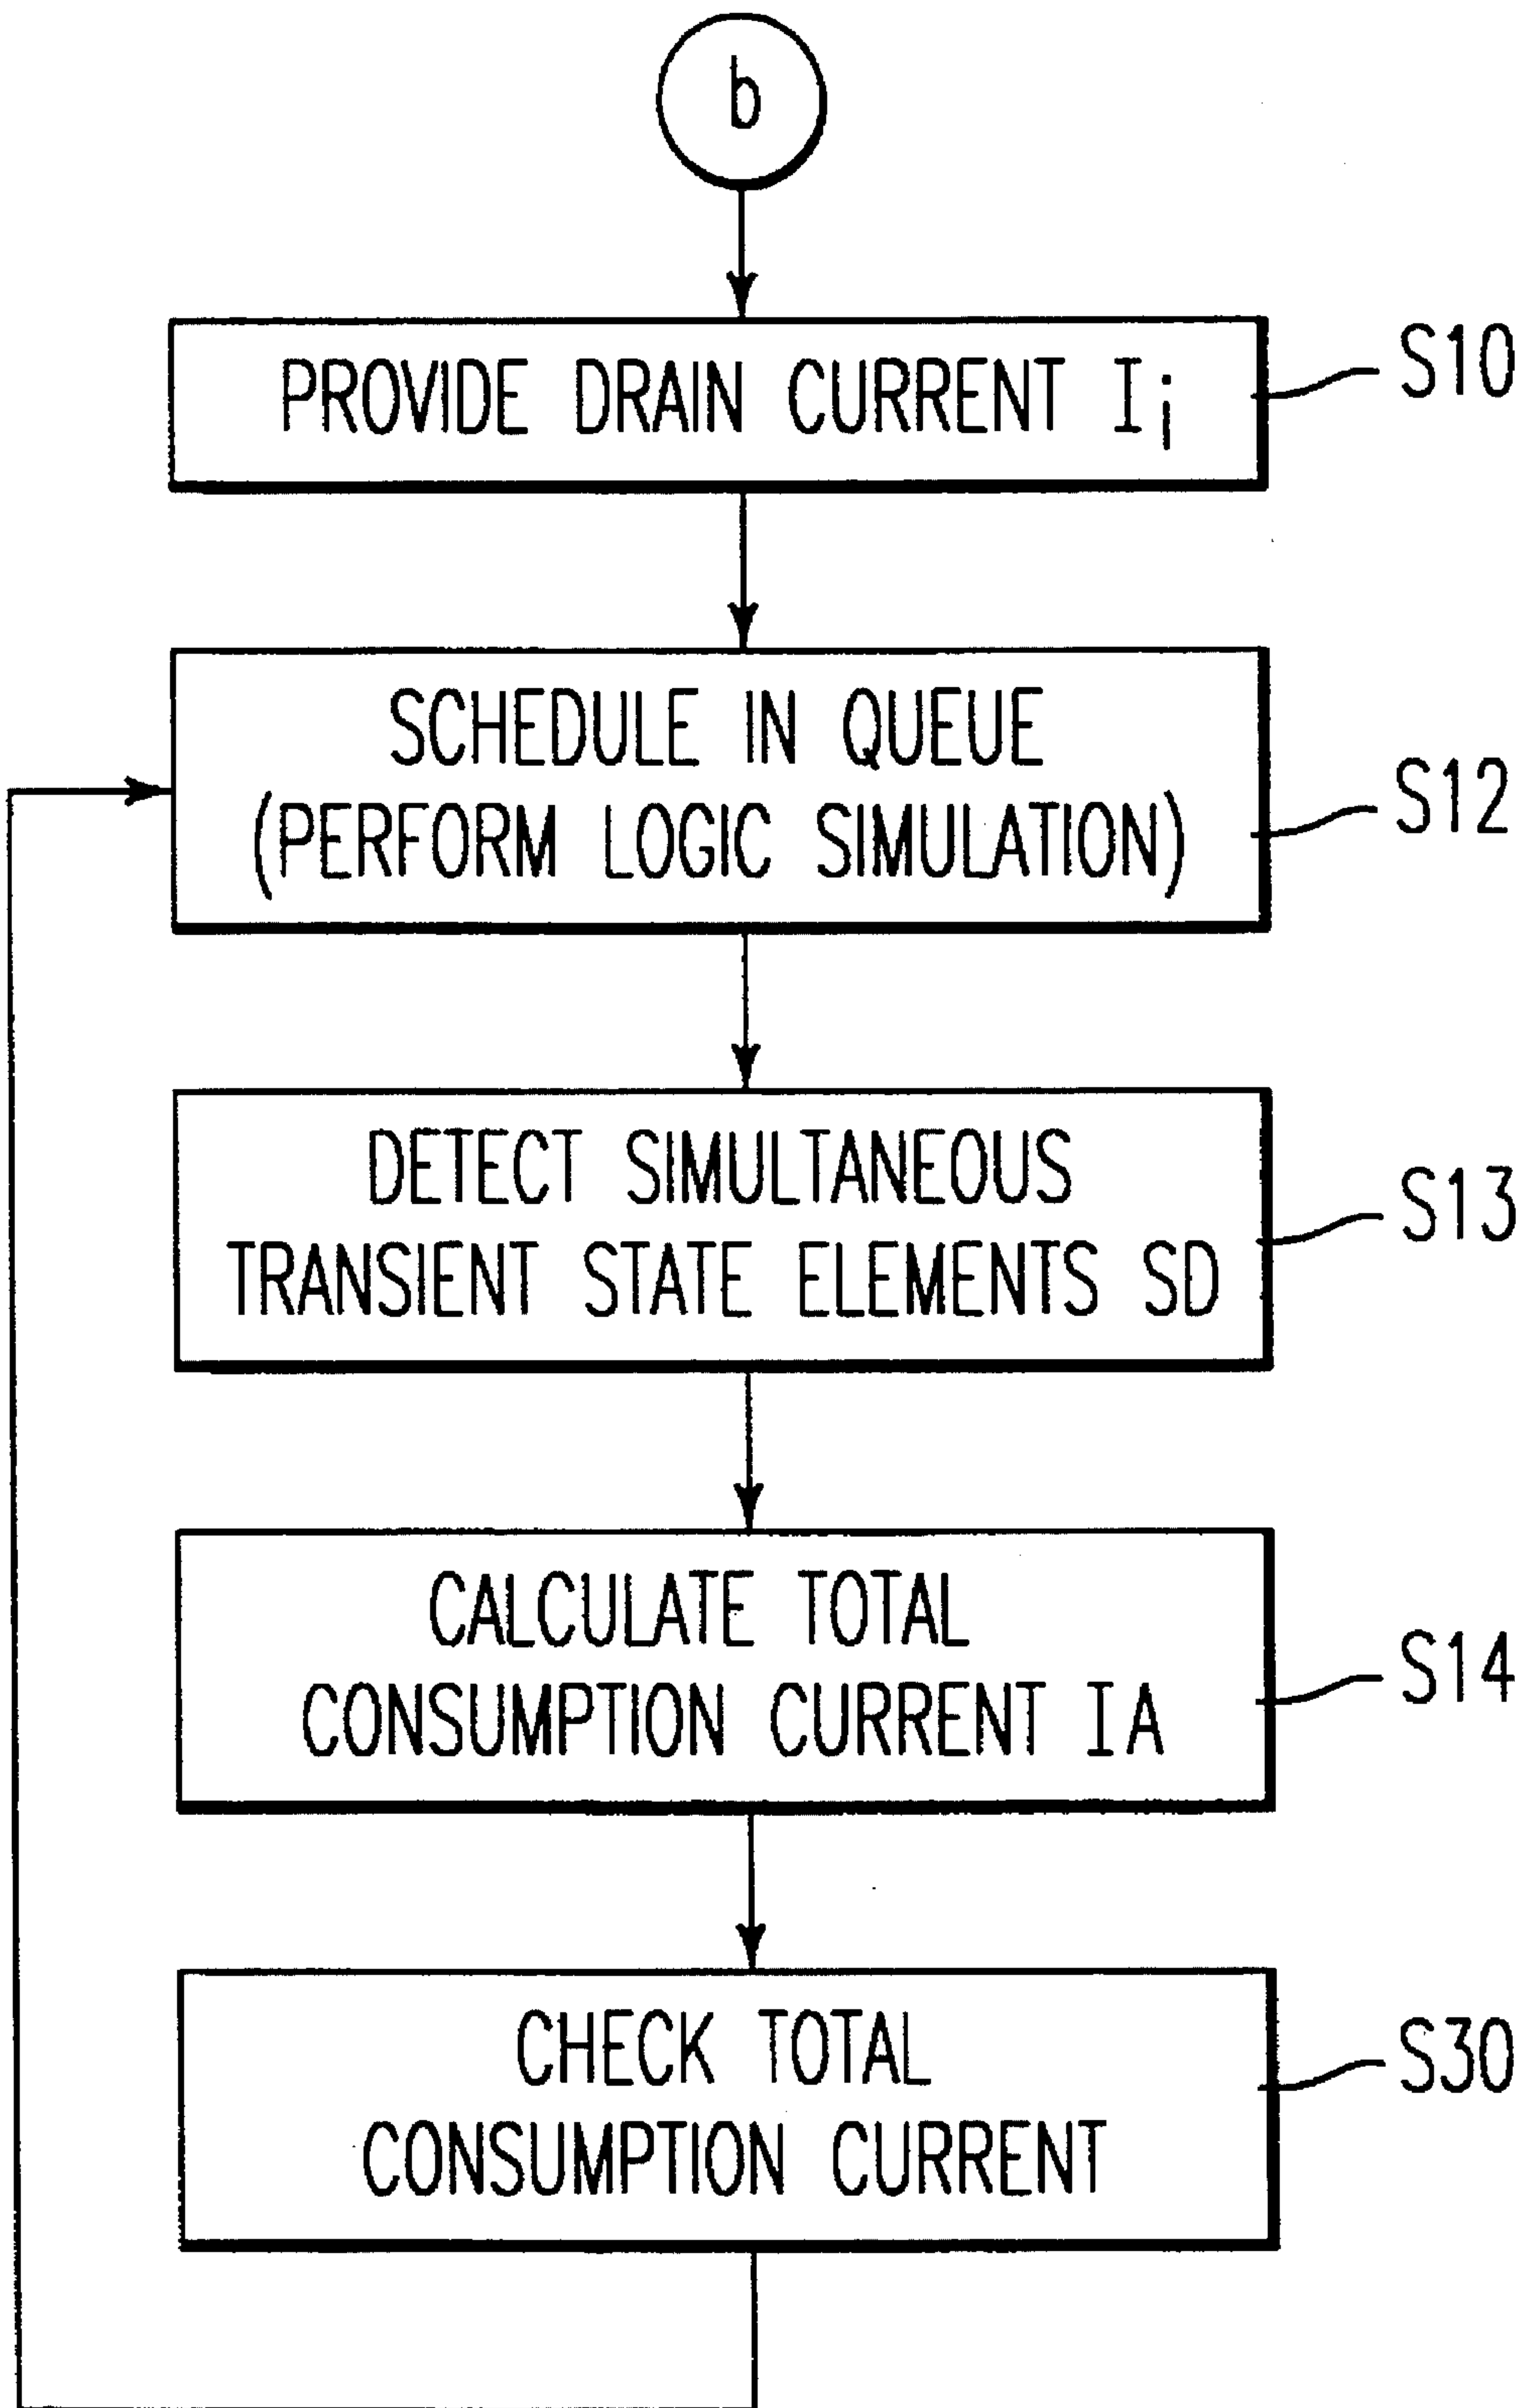 b
PROVIDE DRAIN CURRENT Ii
S10
SCHEDULE IN QUEUE
(PERFORM LOGIC SIMULATION)
S12
DETECT SIMULTANEOUS
TRANSIENT STATE ELEMENTS SD
S13
CALCULATE TOTAL
CONSUMPTION CURRENT IA
S14
CHECK TOTAL
CONSUMPTION CURRENT
S30